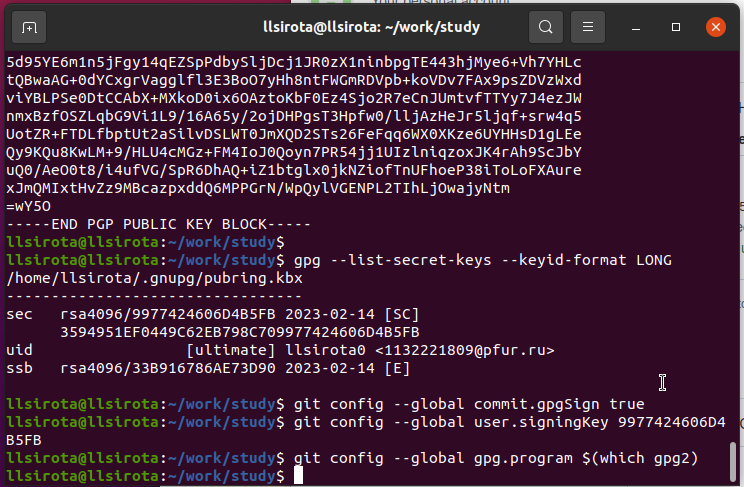 llsirota@llsirota: ~/work/study
5d95YE6m1n5jFgy14qEZSpPdbySljDcj1JR0zX1ninbpgTE443hjMye6+Vh7YHLc
tQBwaAG+0dYCxgrVagglfl3E3BoO7yHh8ntFWGmRDVpb+koVDv7FAx9psZDVzWxd
viYBLPSe0DtCCAbX+MXkoD0ix6OAztoKbF0Ez4Sjo2R7eCnJUmtvfTTYy7J4ezJW
nmxBzfOSZLqbG9Vi1L9/16A65y/2ojDHPgsT3Hpfw0/lljAzHeJr5ljqf+srw4q5
UotZR+FTDLfbptUt2aSilvDSLWT0JmXQD2STs26FeFqq6WX0XKze6UYHHsD1gLEe
Qy9KQu8KwLM+9/HLU4cMGz+FM4IoJ0Qoyn7PR54jj1UIzlniqzoxJK4rAh9ScJbY
uQ0/AeO0t8/i4ufVG/SpR6DhAQ+iZ1btglx0jkNZiofTnUFhoeP38iToLoFXAure
xJmQMIxtHvZz9MBcazpxddQ6MPPGrN/WpQylVGENPL2TIhLjOwajyNtm
=wY5O
-----END PGP PUBLIC KEY BLOCK-----
llsirota@llsirota:~/work/study$
llsirota@llsirota:~/work/study$ gpg --list-secret-keys --keyid-format LONG
/home/llsirota/.gnupg/pubring.kbx
---------------------------------
sec   rsa4096/9977424606D4B5FB 2023-02-14 [SC]
      3594951EF0449C62EB798C709977424606D4B5FB
uid                 [ultimate] llsirota0 <1132221809@pfur.ru>
ssb   rsa4096/33B916786AE73D90 2023-02-14 [E]
llsirota@llsirota:~/work/study$ git config --global commit.gpgSign true
llsirota@llsirota:~/work/study$ git config --global user.signingKey 9977424606D4
B5FB
llsirota@llsirota:~/work/study$ git config --global gpg.program $(which gpg2)
llsirota@llsirota:~/work/study$